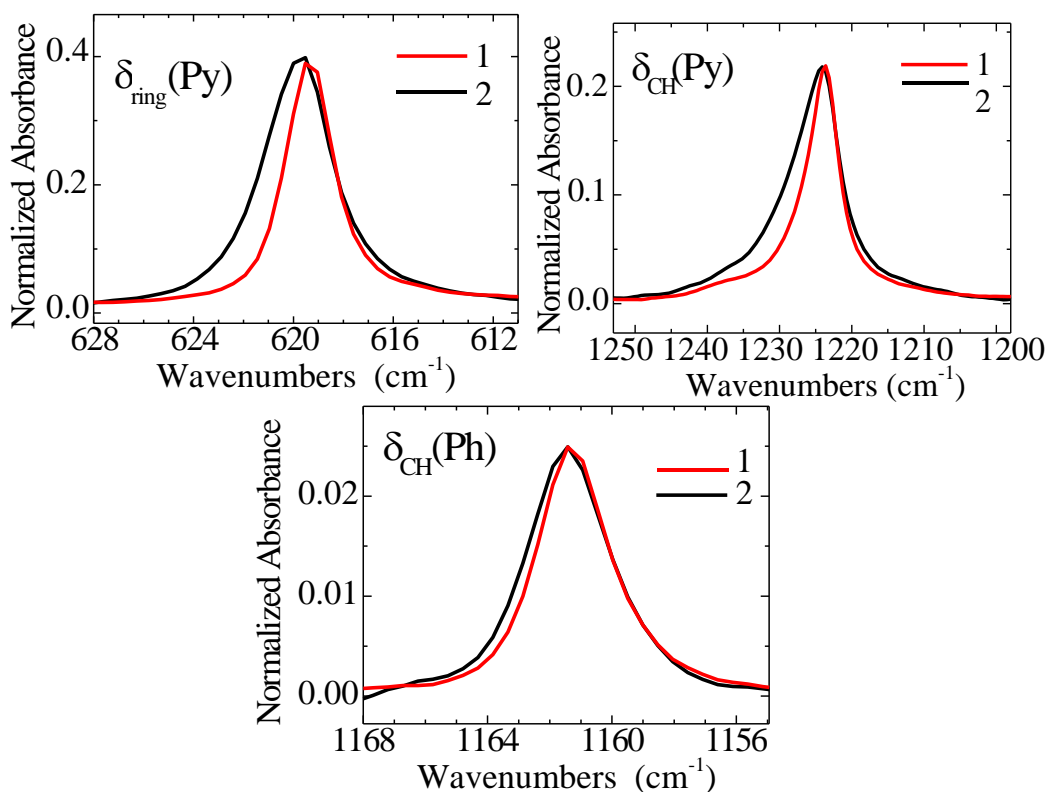 δring(Py)
1
2
Normalized Absorbance
0.4
0.2
0.0
628 624 620 616 612
Wavenumbers (cm-1)
δCH(Py)
1
2
Normalized Absorbance
0.2
0.1
0.0
1250 1240 1230 1220 1210 1200
Wavenumbers (cm-1)
δCH(Ph)
1
2
Normalized Absorbance
0.02
0.01
0.00
1168 1164 1160 1156
Wavenumbers (cm-1)